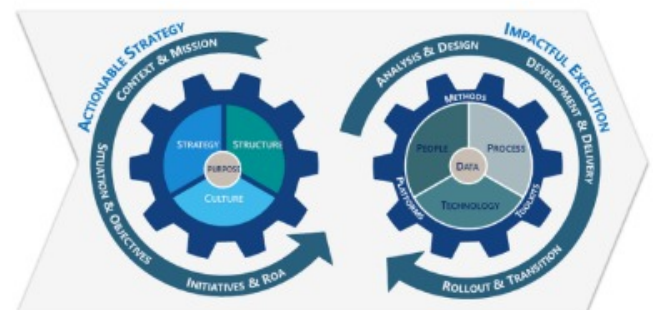 ACTIONABLE STRATEGY
CONTEXT & MISSION
SITUATION & OBJECTIVES
INITIATIVES & ROA
STRATEGY
STRUCTURE
PURPOSE
CULTURE
IMPACTFUL EXECUTION
ANALYSIS & DESIGN
DEVELOPMENT & DELIVERY
ROLLOUT & TRANSITION
METHODS
PLATFORMS
TOOLKITS
PEOPLE
PROCESS
DATA
TECHNOLOGY